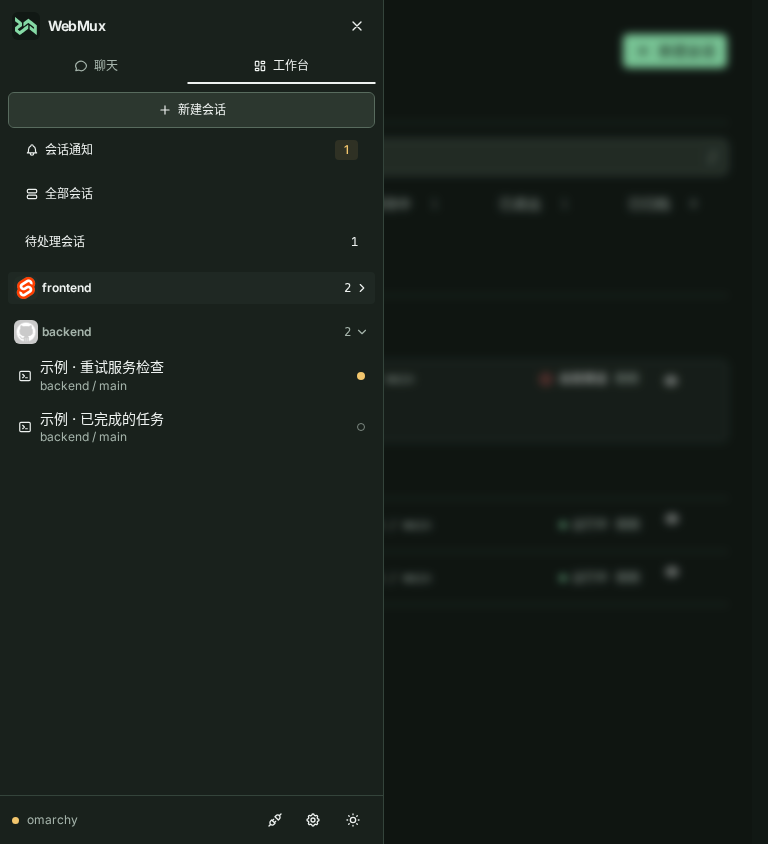 WebMux
聊天
工作台
新建会话
会话通知
1
全部会话
待处理会话
1
frontend
2
backend
2
示例 · 重试服务检查
backend / main
示例 · 已完成的任务
backend / main
omarchy